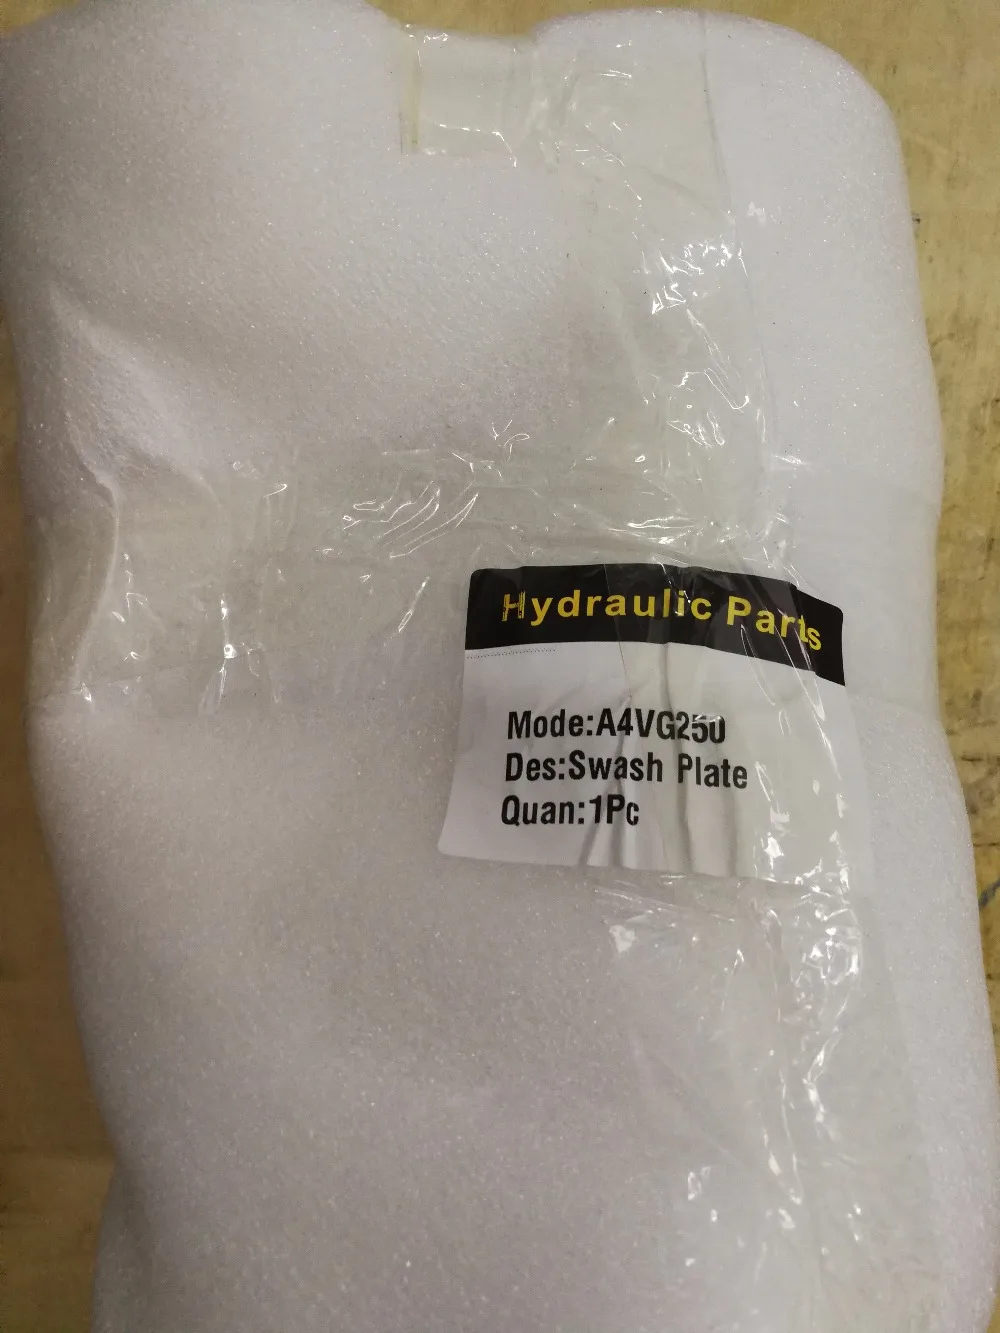 Hydraulic Parts
Mode:A4VG250
Des:Swash Plate
Quan:1Pc